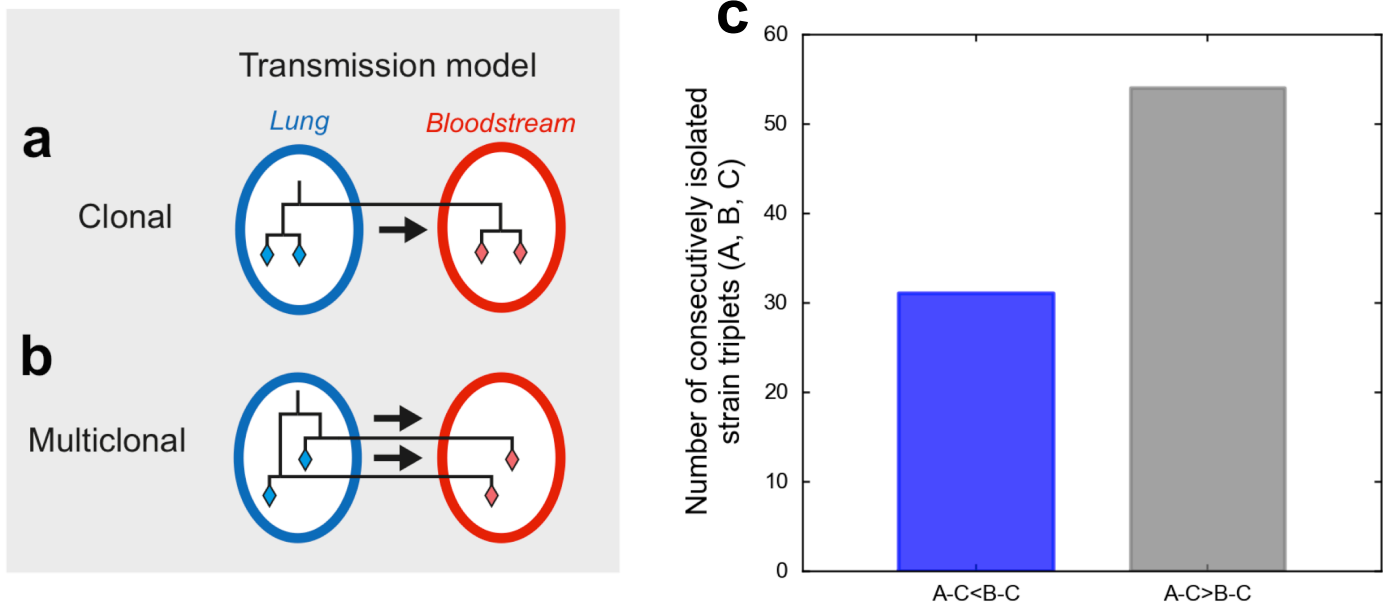 Transmission model
Lung
Bloodstream
a
Clonal
b
Multiclonal
c
Number of consecutively isolated
strain triplets (A, B, C)
60
50
40
30
20
10
0
A-C<B-C
A-C>B-C